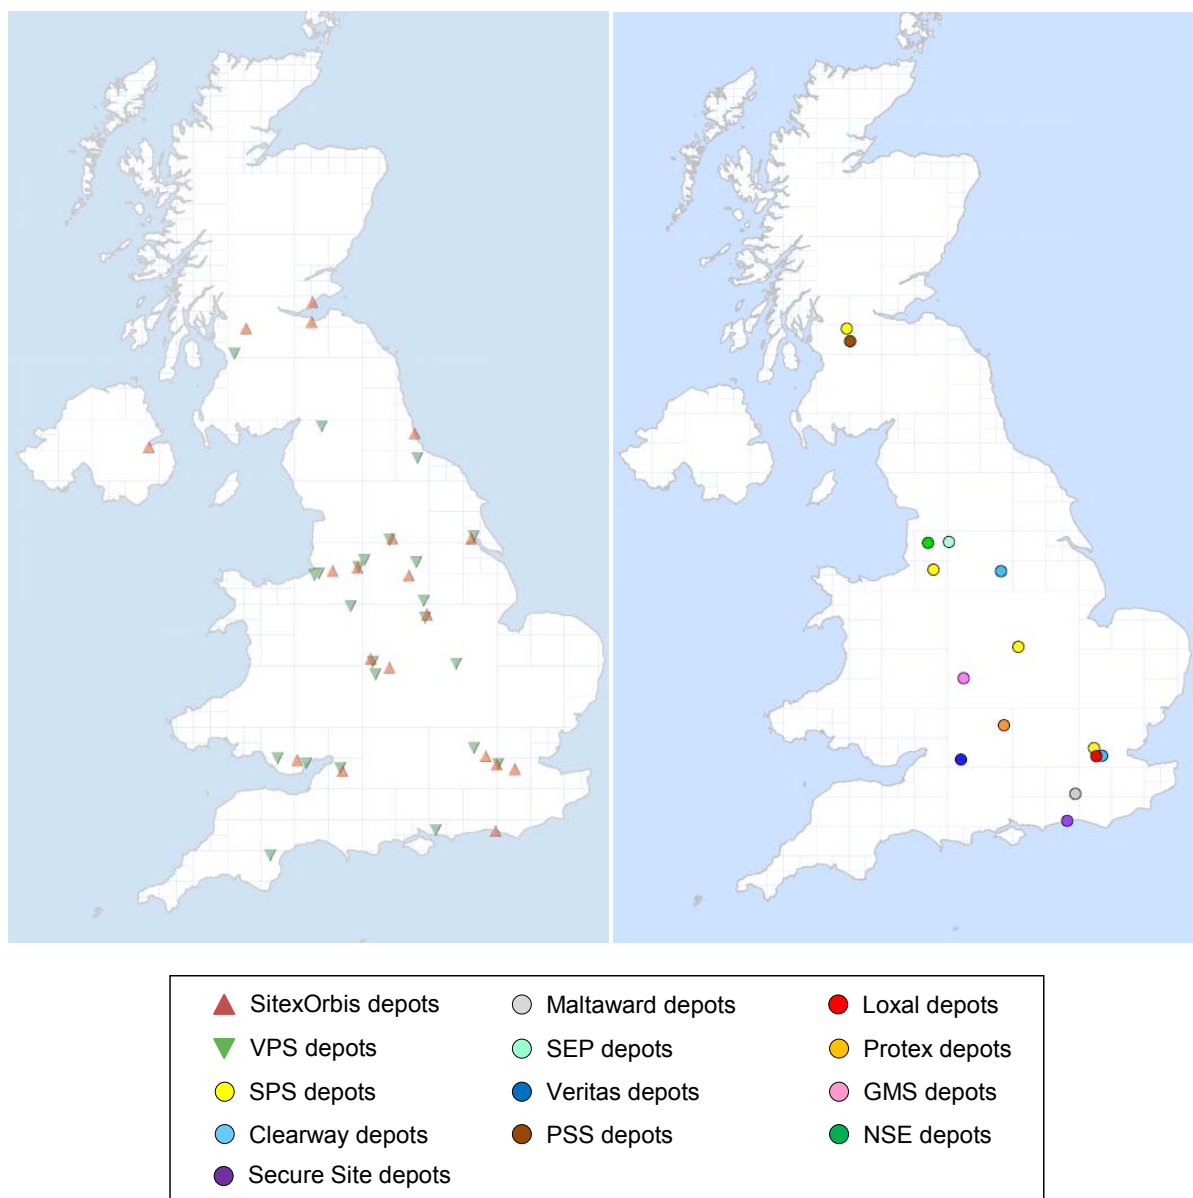 SitexOrbis depots Maltaward depots Loxal depots
VPS depots SEP depots Protex depots
SPS depots Veritas depots GMS depots
Clearway depots PSS depots NSE depots
Secure Site depots